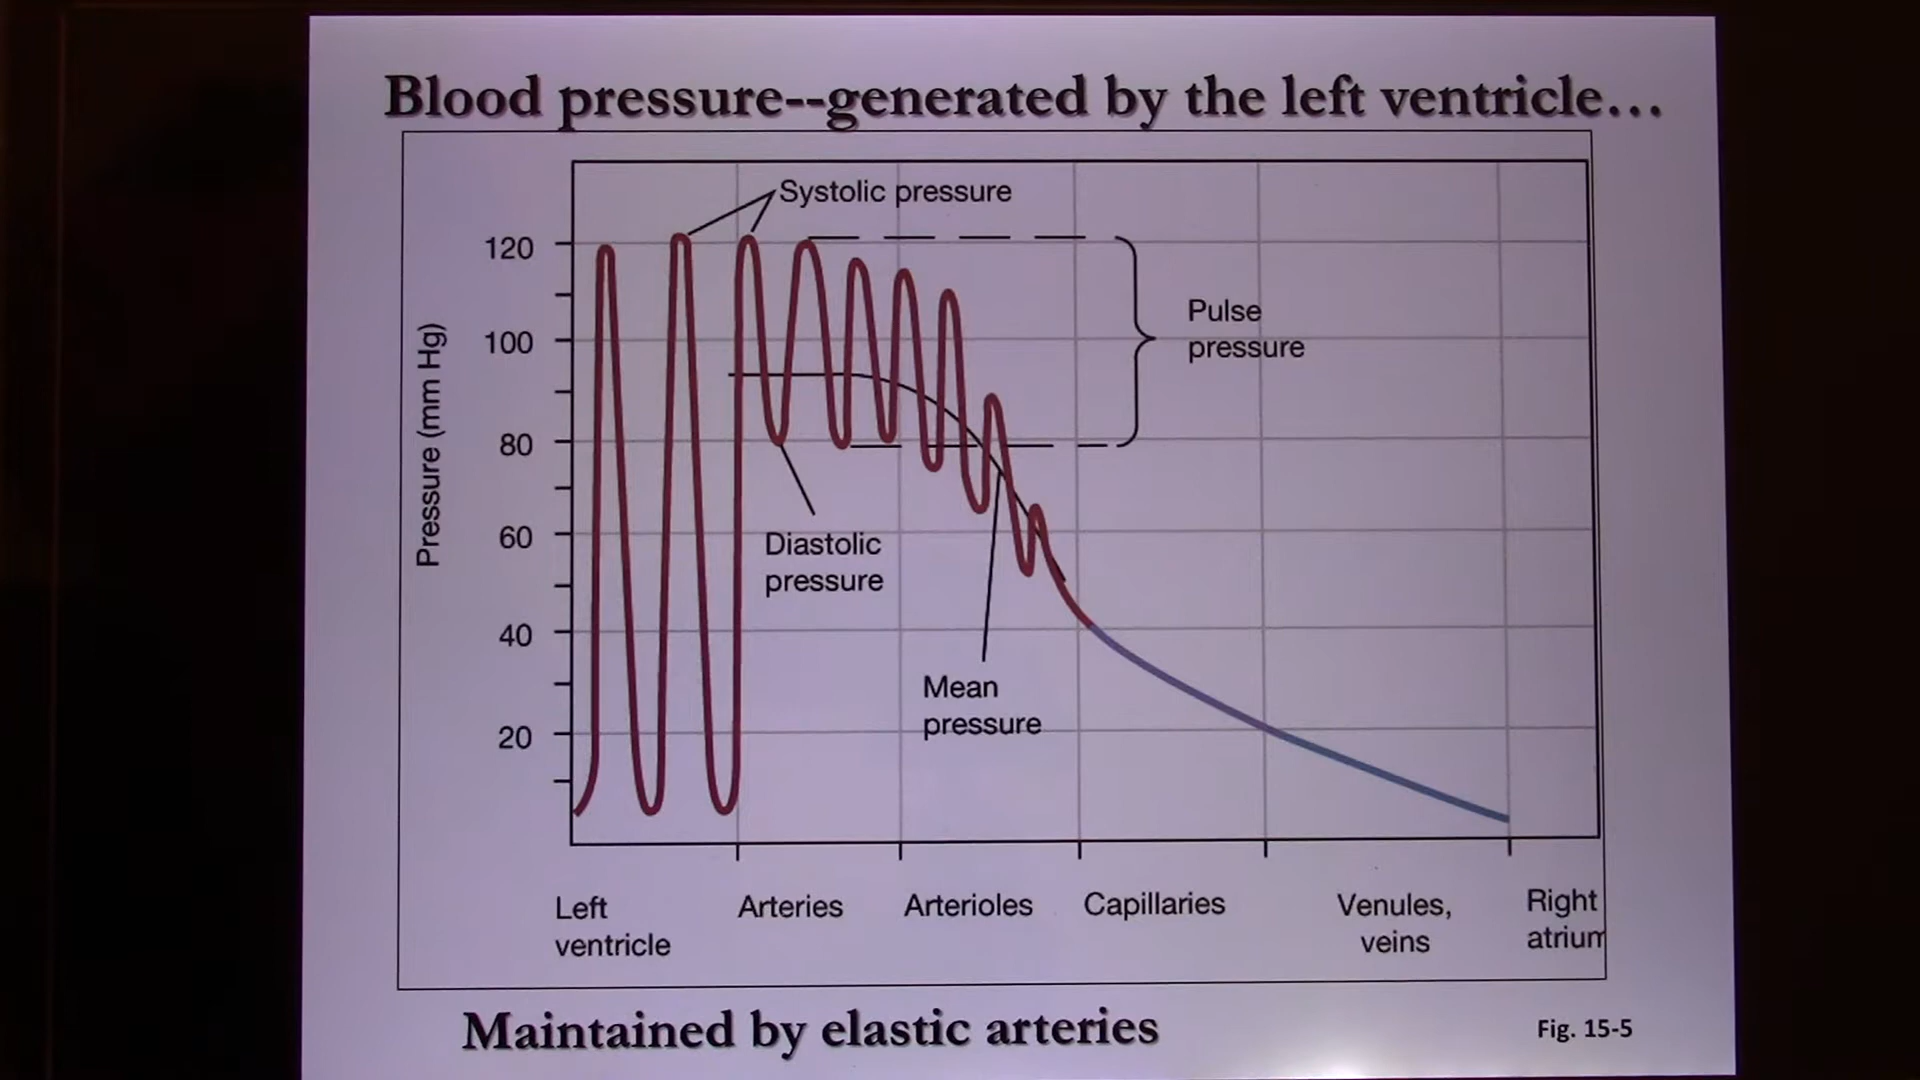 Blood pressure--generated by the left ventricle...
Systolic pressure
120
100
80
60
40
20
Pressure (mm Hg)
Pulse
pressure
Diastolic
pressure
Mean
pressure
Left
ventricle
Arteries
Arterioles
Capillaries
Venules,
veins
Right
atrium
Maintained by elastic arteries
Fig. 15-5